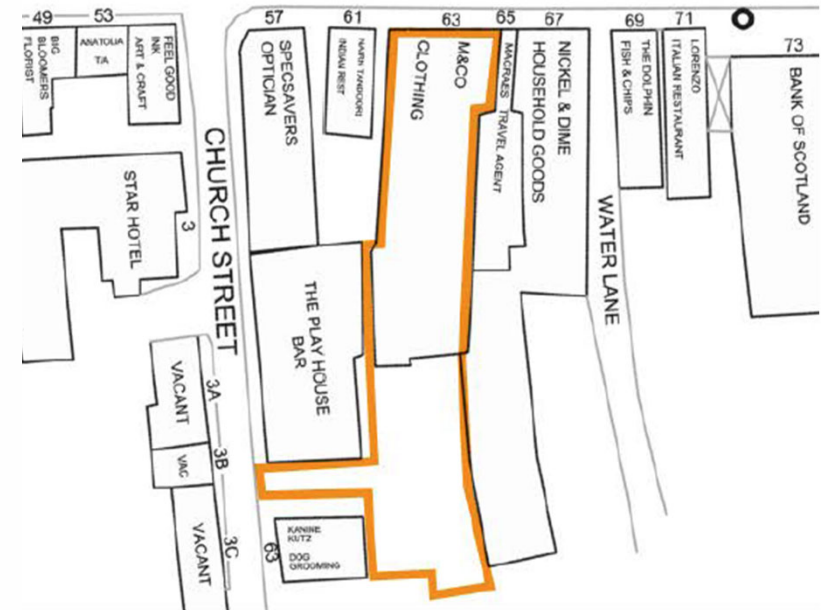 49
53
57
61
63
65
67
69
71
73
BIG
BLOOMERS
FLORIST
ANATOLIA
T/A
FEEL GOOD
INK
ART & CRAFT
SPECSAVERS
OPTICIAN
INDIAN REST
M&CO
CLOTHING
MACRAES TRAVEL AGENT
NICKEL & DIME
HOUSEHOLD GOODS
THE DOLPHIN
FISH & CHIPS
LORENZO
ITALIAN RESTAURANT
BANK OF SCOTLAND
STAR HOTEL
3
CHURCH STREET
WATER LANE
THE PLAY HOUSE
BAR
VACANT
3A
VAC
3B
VACANT
3C
63
KANINE
KUTZ
DOG
GROOMING